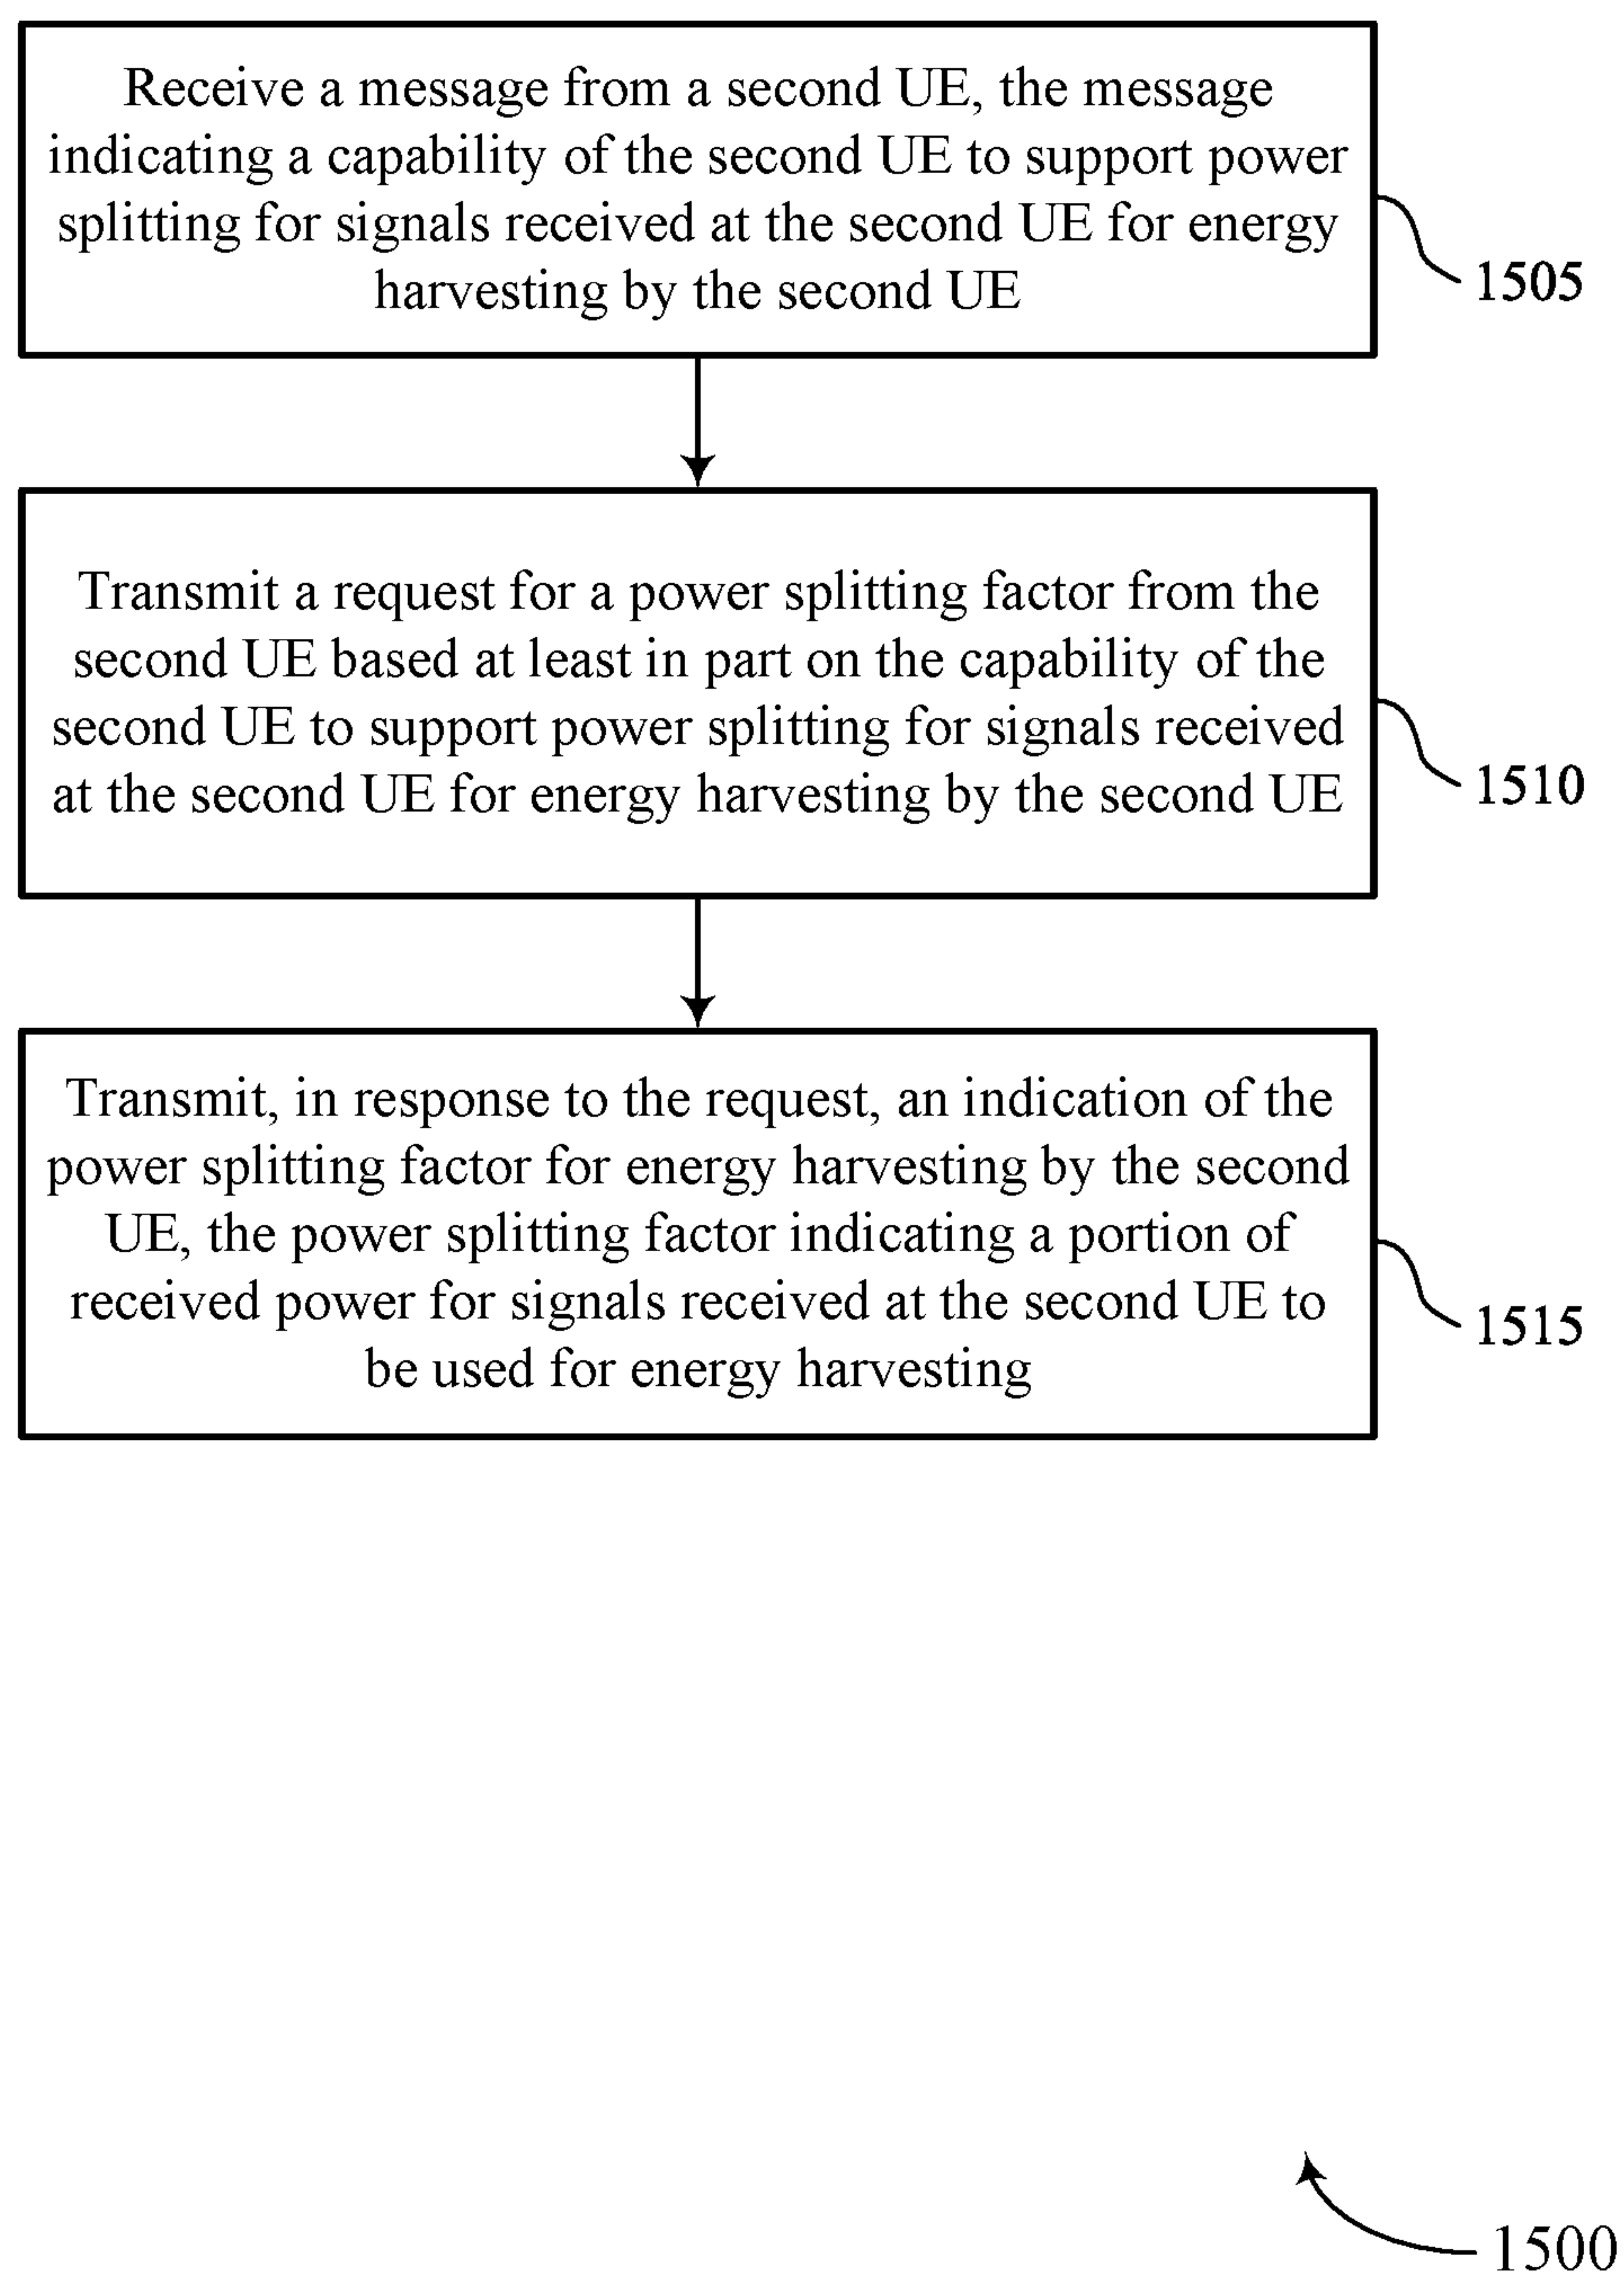 Receive a message from a second UE, the message
indicating a capability of the second UE to support power
splitting for signals received at the second UE for energy
harvesting by the second UE
1505
Transmit a request for a power splitting factor from the
second UE based at least in part on the capability of the
second UE to support power splitting for signals received
at the second UE for energy harvesting by the second UE
1510
Transmit, in response to the request, an indication of the
power splitting factor for energy harvesting by the second
UE, the power splitting factor indicating a portion of
received power for signals received at the second UE to
be used for energy harvesting
1515
1500